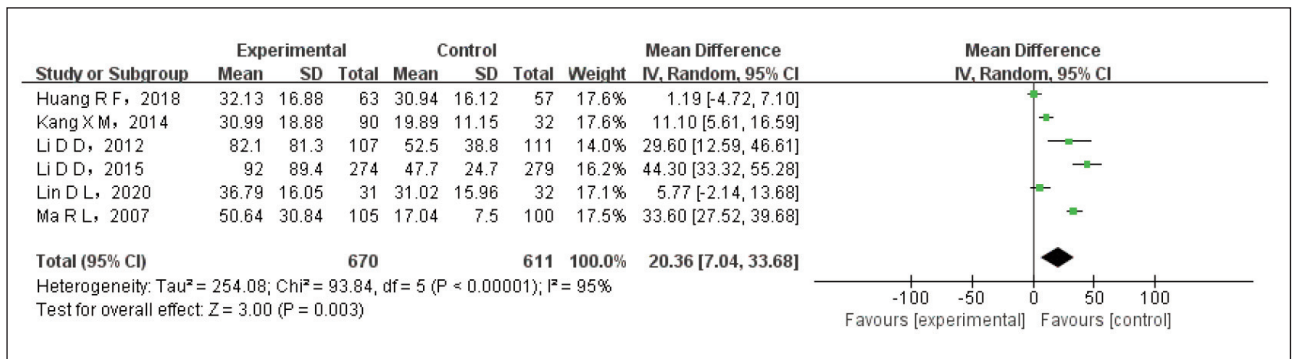 Experimental Control Mean Difference Mean Difference
Study or Subgroup Mean SD Total Mean SD Total Weight IV, Random, 95% CI IV, Random, 95% CI
Huang R F，2018 32.13 16.88 63 30.94 16.12 57 17.6% 1.19 [-4.72, 7.10]
Kang X M，2014 30.99 18.88 90 19.89 11.15 32 17.6% 11.10 [5.61, 16.59]
Li D D，2012 82.1 81.3 107 52.5 38.8 111 14.0% 29.60 [12.59, 46.61]
Li D D，2015 92 89.4 274 47.7 24.7 279 16.2% 44.30 [33.32, 55.28]
Lin D L，2020 36.79 16.05 31 31.02 15.96 32 17.1% 5.77 [-2.14, 13.68]
Ma R L，2007 50.64 30.84 105 17.04 7.5 100 17.5% 33.60 [27.52, 39.68]
Total (95% CI) 670 611 100.0% 20.36 [7.04, 33.68]
Heterogeneity: Tau² = 254.08; Chi² = 93.84, df = 5 (P < 0.00001); I² = 95%
Test for overall effect: Z = 3.00 (P = 0.003)
-100 -50 0 50 100
Favours [experimental] Favours [control]